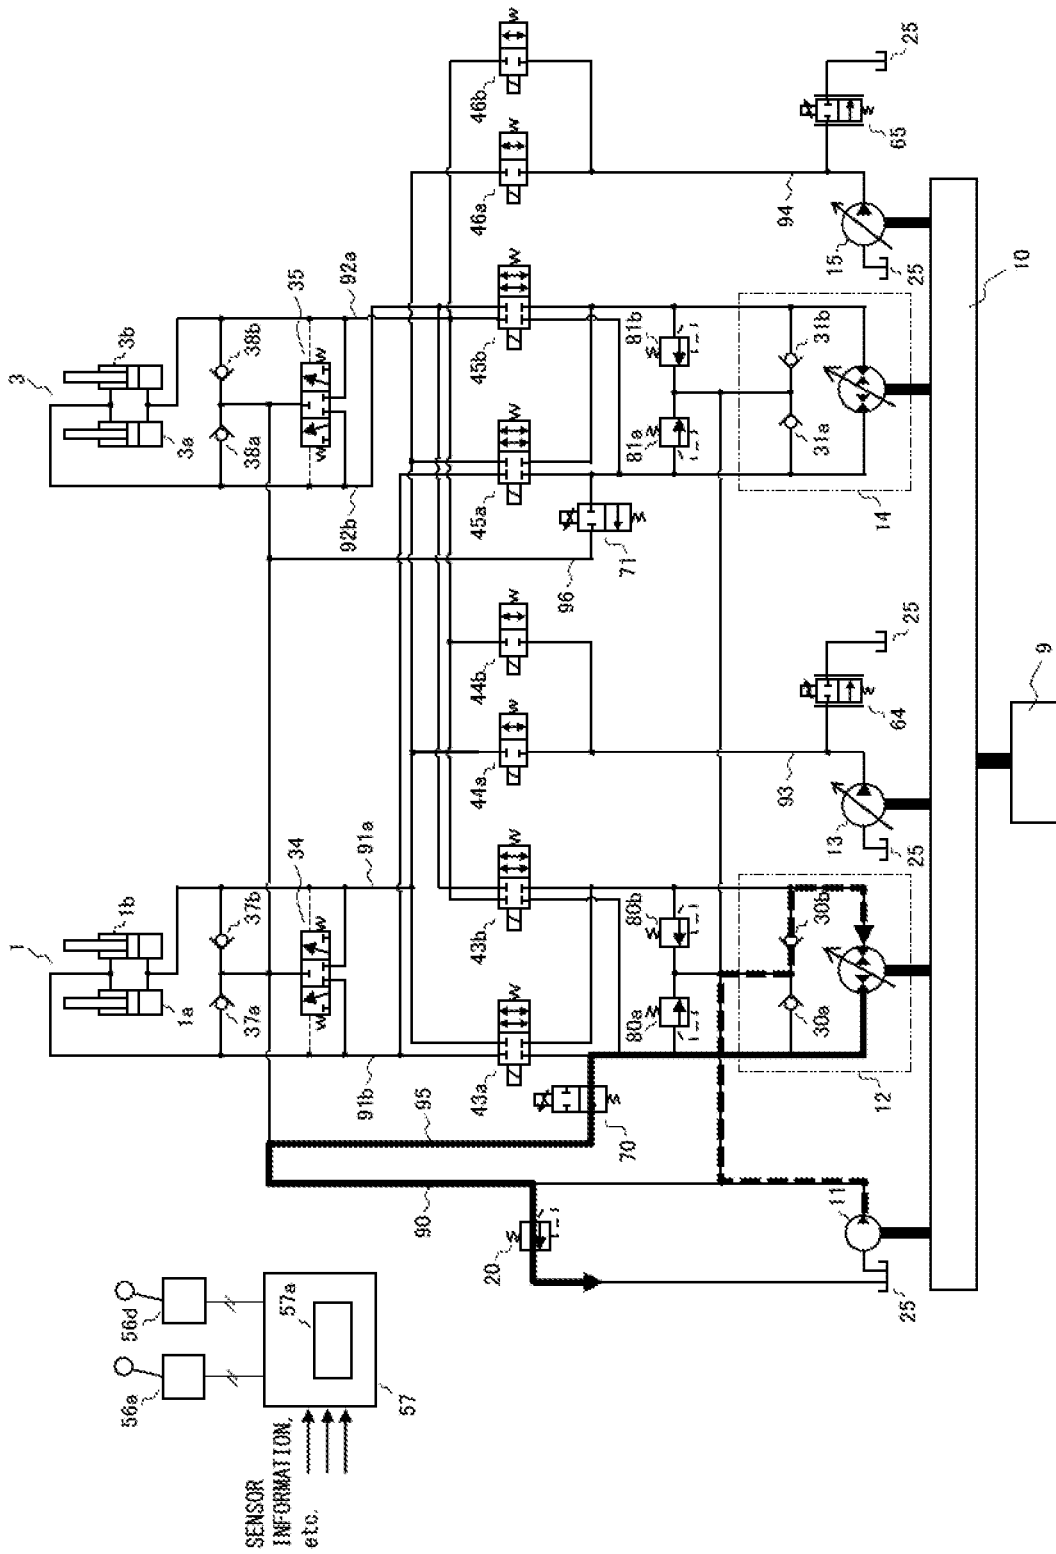 1
1a
1b
37a
37b
34
91a
91b
3
3a
3b
38a
38b
35
92a
92b
56a
56d
57a
57
SENSOR
INFORMATION,
etc.
90
95
20
43a
43b
44a
44b
45a
45b
46a
46b
70
71
96
80a
80b
81a
81b
30a
30b
31a
31b
93
94
64
65
25
25
25
25
25
11
12
13
14
15
10
9